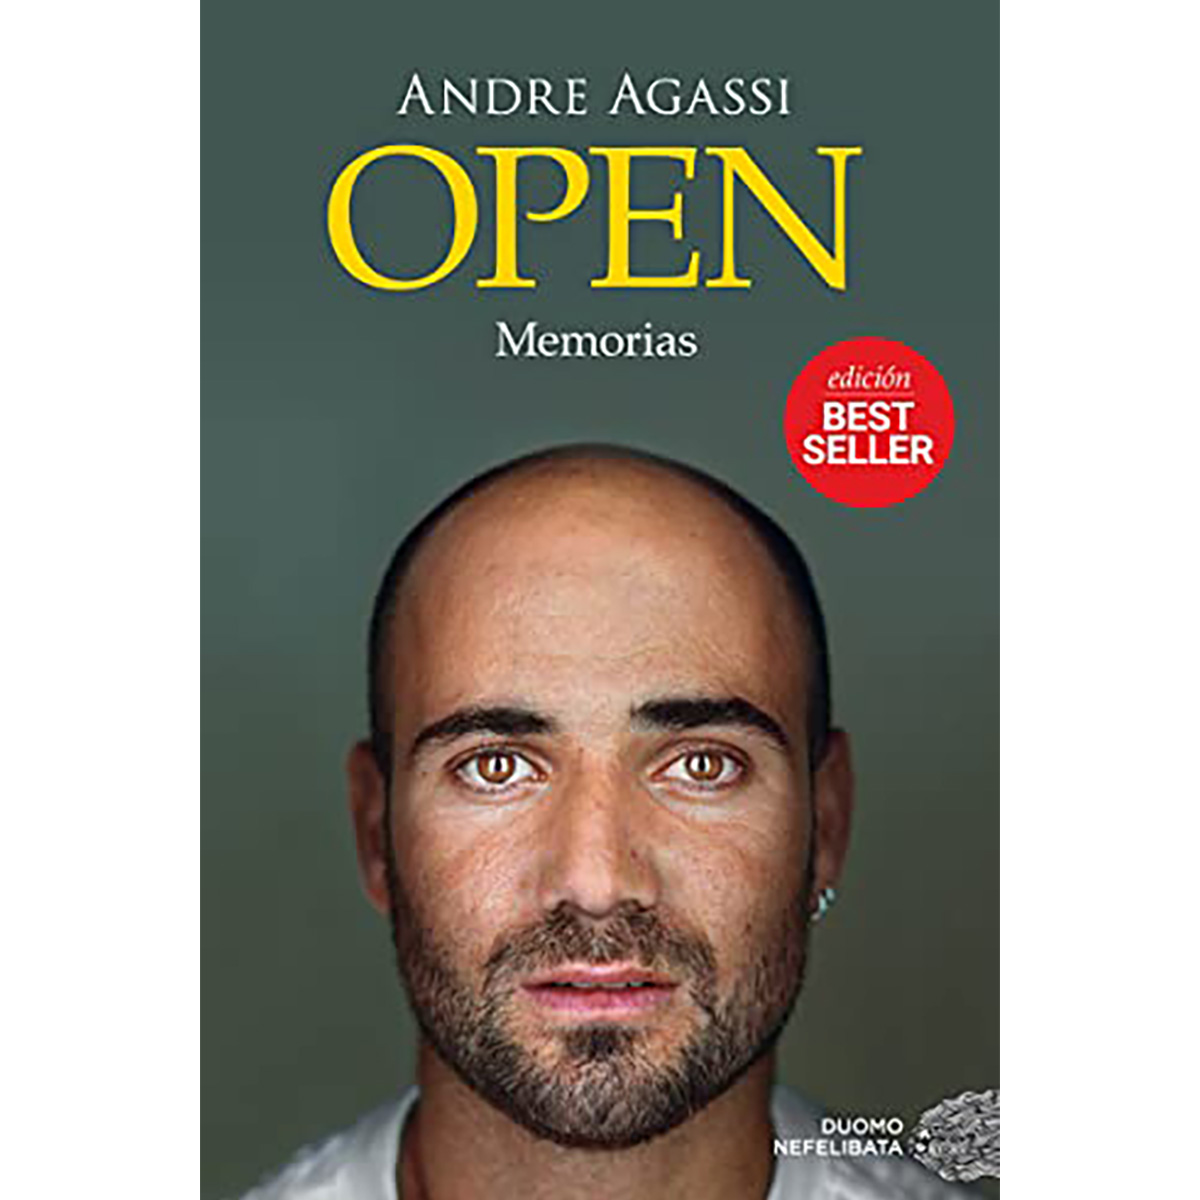 ANDRE AGASSI
OPEN
Memorias
edición
BEST
SELLER
DUOMO
NEFELIBATA